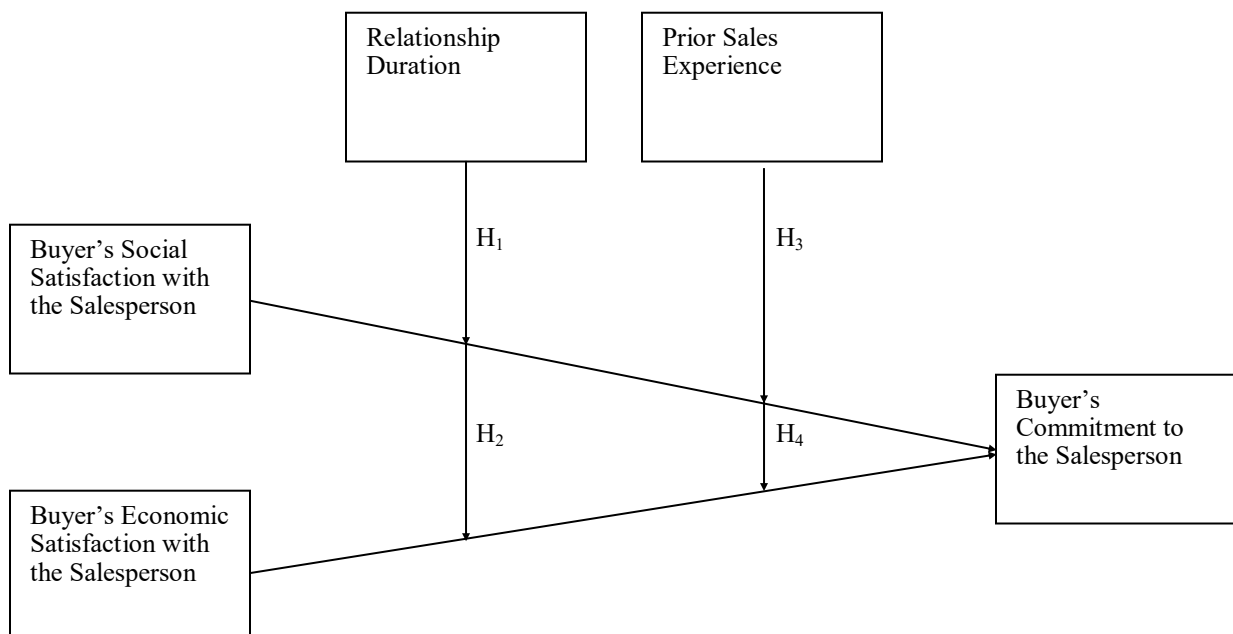 Relationship
Duration
Prior Sales
Experience
H₁
H₃
Buyer’s Social
Satisfaction with
the Salesperson
Buyer’s
Commitment to
the Salesperson
H₂
H₄
Buyer’s Economic
Satisfaction with
the Salesperson